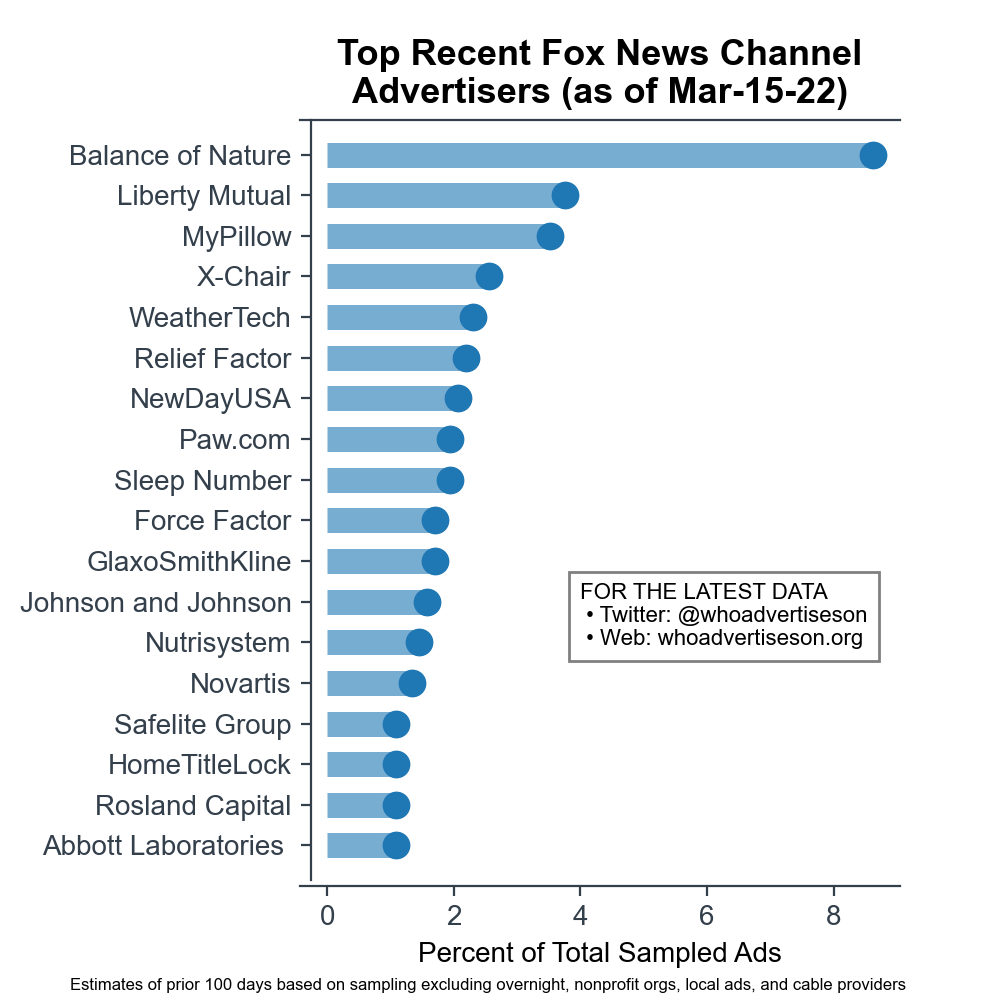 Top Recent Fox News Channel
Advertisers (as of Mar-15-22)
Balance of Nature
Liberty Mutual
MyPillow
X-Chair
WeatherTech
Relief Factor
NewDayUSA
Paw.com
Sleep Number
Force Factor
GlaxoSmithKline
Johnson and Johnson
Nutrisystem
Novartis
Safelite Group
HomeTitleLock
Rosland Capital
Abbott Laboratories
FOR THE LATEST DATA
• Twitter: @whoadvertiseson
• Web: whoadvertiseson.org
0 2 4 6 8
Percent of Total Sampled Ads
Estimates of prior 100 days based on sampling excluding overnight, nonprofit orgs, local ads, and cable providers